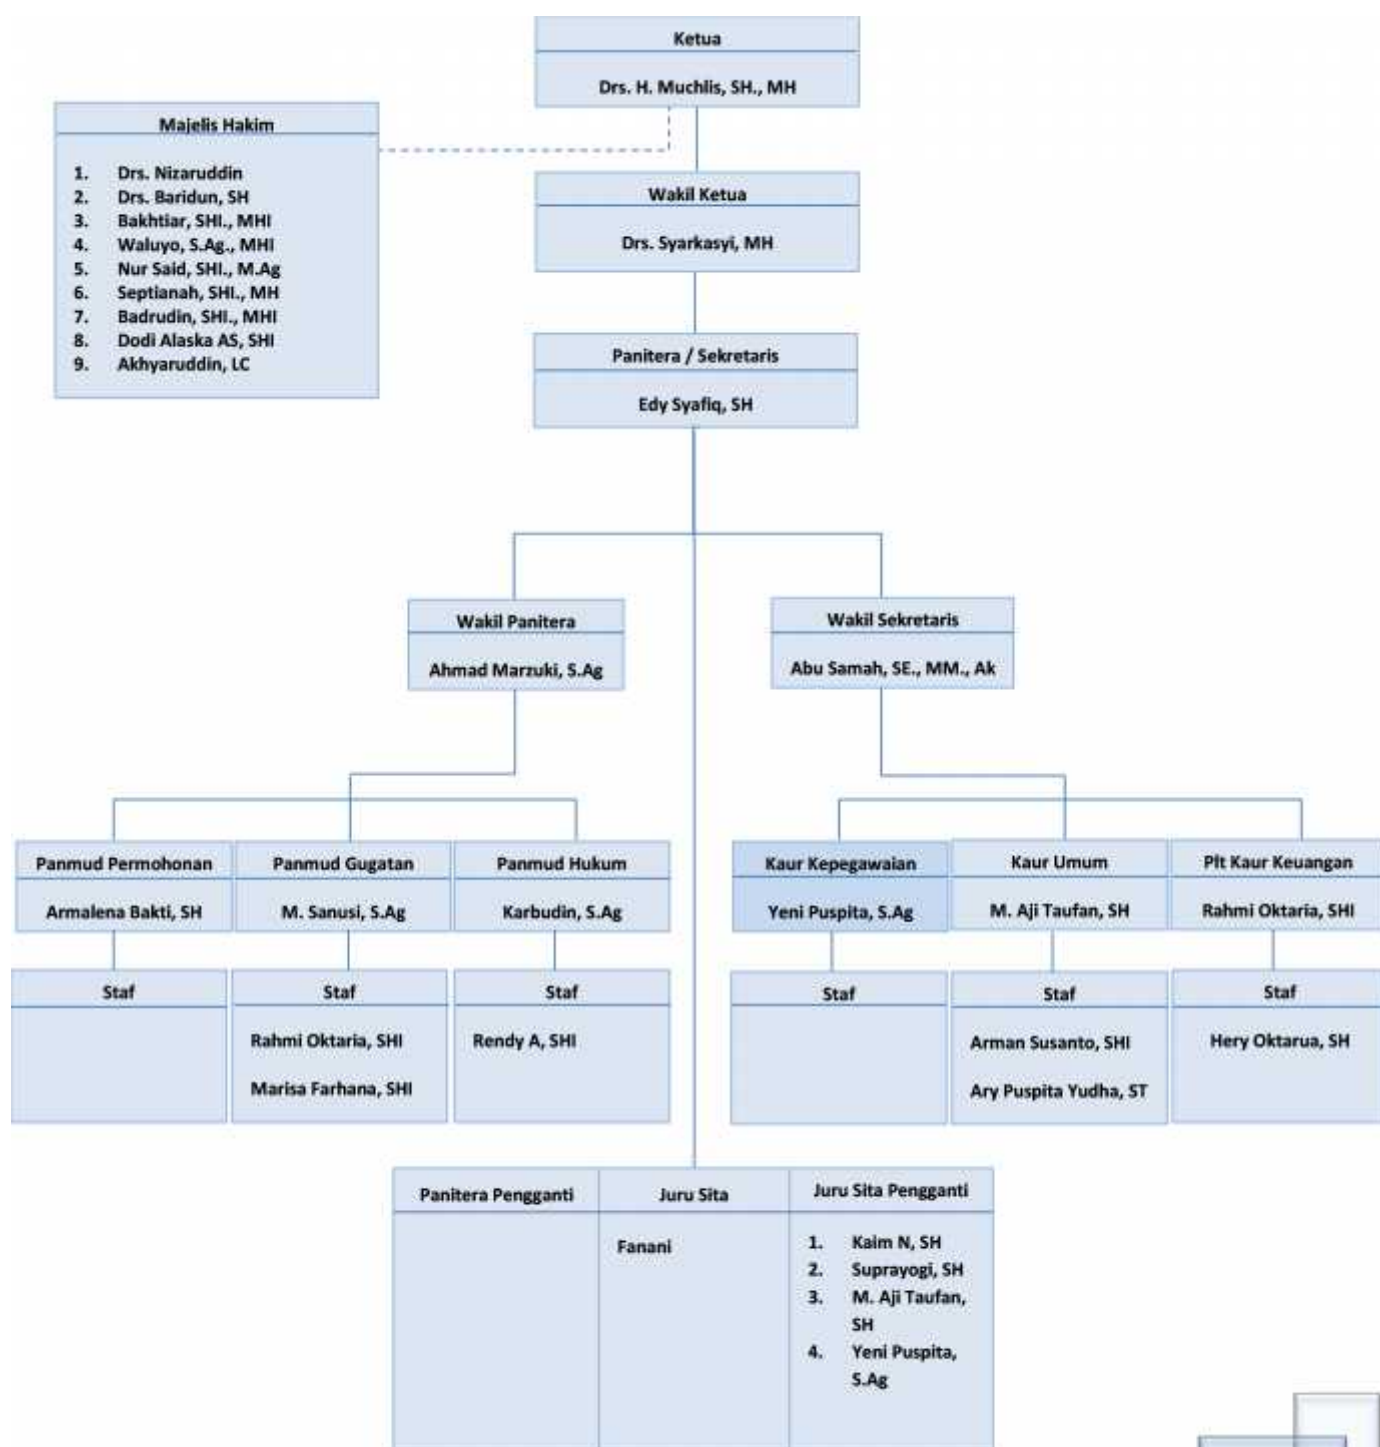 Ketua
Drs. H. Muchlis, SH., MH
Majelis Hakim
1. Drs. Nizaruddin
2. Drs. Baridun, SH
3. Bakhtiar, SHI., MHI
4. Waluyo, S.Ag., MHI
5. Nur Said, SHI., M.Ag
6. Septianah, SHI., MH
7. Badrudin, SHI., MHI
8. Dodi Alaska AS, SHI
9. Akhyaruddin, LC
Wakil Ketua
Drs. Syarkasyi, MH
Panitera / Sekretaris
Edy Syafiq, SH
Wakil Panitera
Ahmad Marzuki, S.Ag
Wakil Sekretaris
Abu Samah, SE., MM., Ak
Panmud Permohonan
Armalena Bakti, SH
Panmud Gugatan
M. Sanusi, S.Ag
Panmud Hukum
Karbudin, S.Ag
Kaur Kepegawaian
Yeni Puspita, S.Ag
Kaur Umum
M. Aji Taufan, SH
Plt Kaur Keuangan
Rahmi Oktaria, SHI
Staf
Staf
Rahmi Oktaria, SHI
Marisa Farhana, SHI
Staf
Rendy A, SHI
Staf
Staf
Arman Susanto, SHI
Ary Puspita Yudha, ST
Staf
Hery Oktarua, SH
Panitera Pengganti
Juru Sita
Fanani
Juru Sita Pengganti
1. Kaim N, SH
2. Suprayogi, SH
3. M. Aji Taufan,
SH
4. Yeni Puspita,
S.Ag